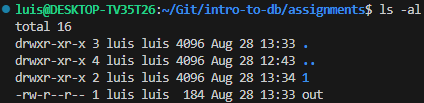 luis@DESKTOP-TV35T26:~/Git/intro-to-db/assignments$ ls -al
total 16
drwxr-xr-x 3 luis luis 4096 Aug 28 13:33 .
drwxr-xr-x 4 luis luis 4096 Aug 28 12:43 ..
drwxr-xr-x 2 luis luis 4096 Aug 28 13:34 1
-rw-r--r-- 1 luis luis  184 Aug 28 13:33 out